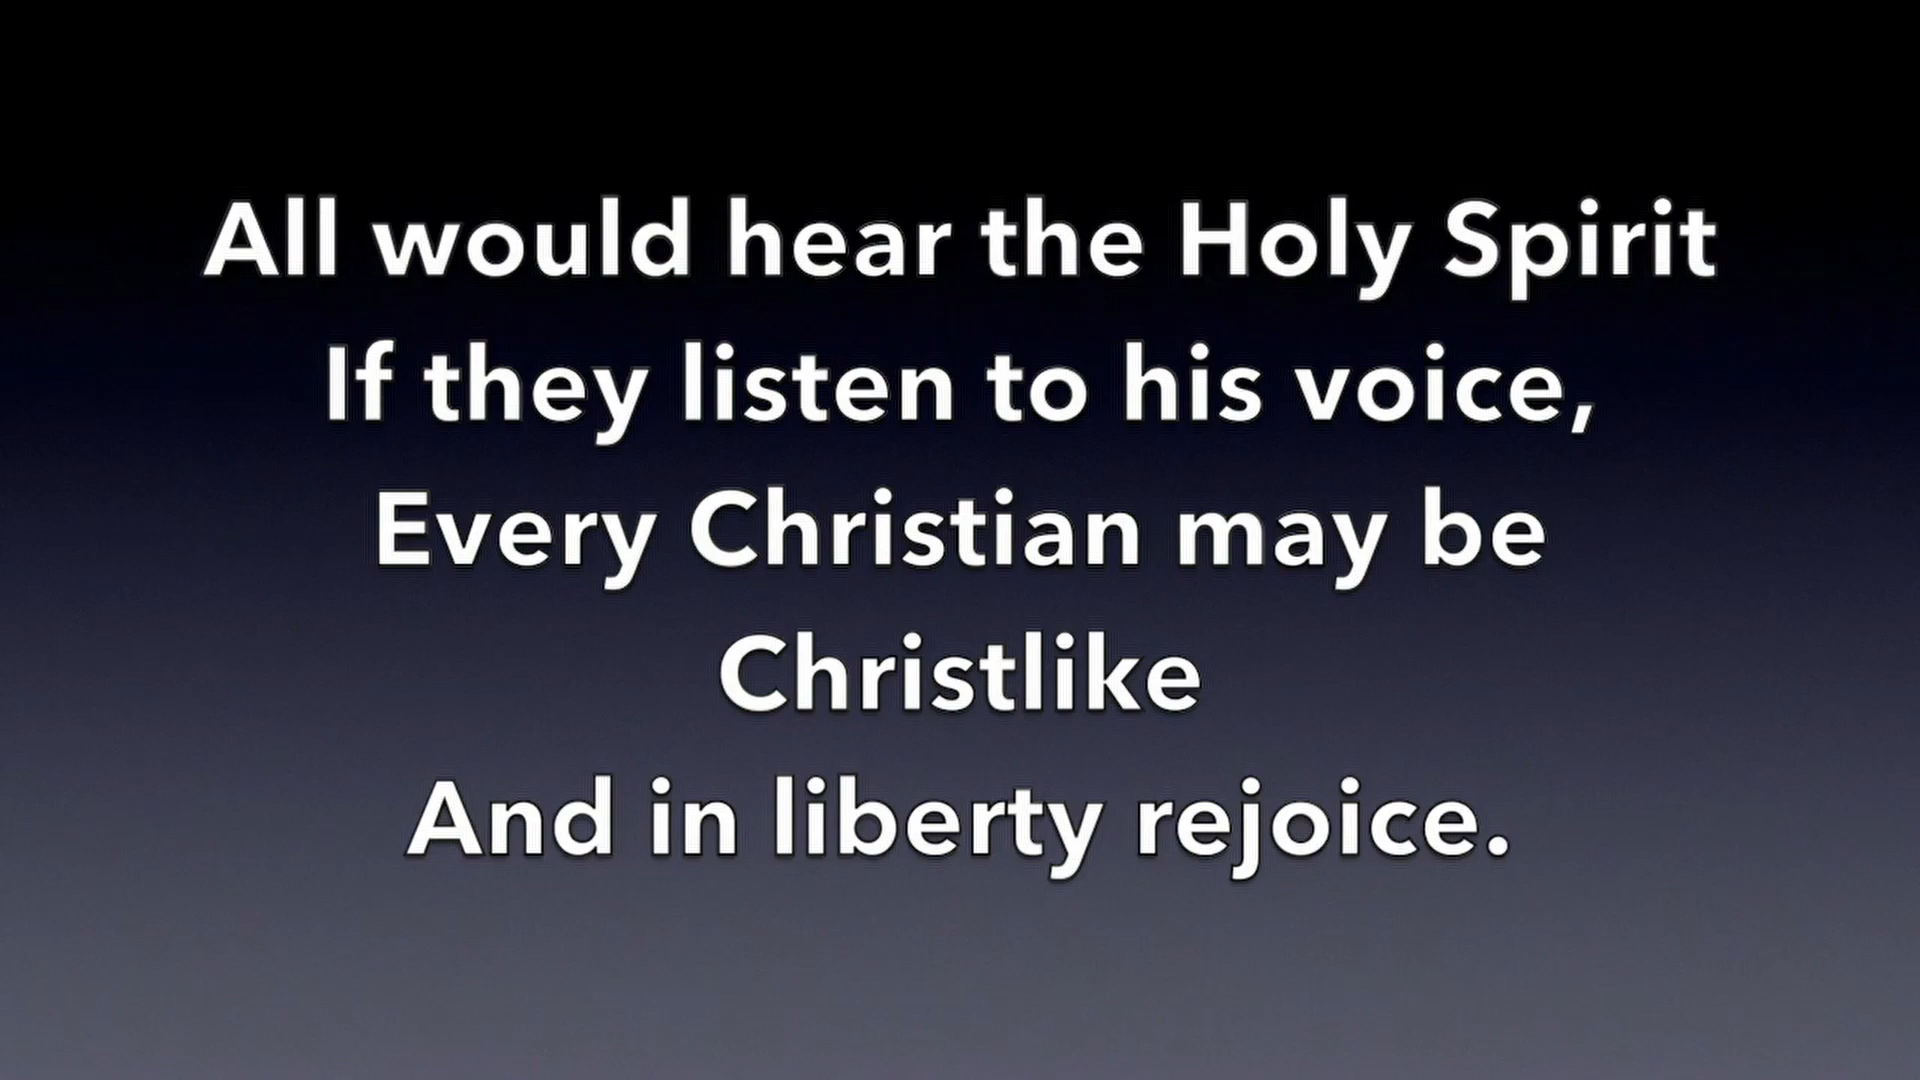 All would hear the Holy Spirit
If they listen to his voice,
Every Christian may be
Christlike
And in liberty rejoice.